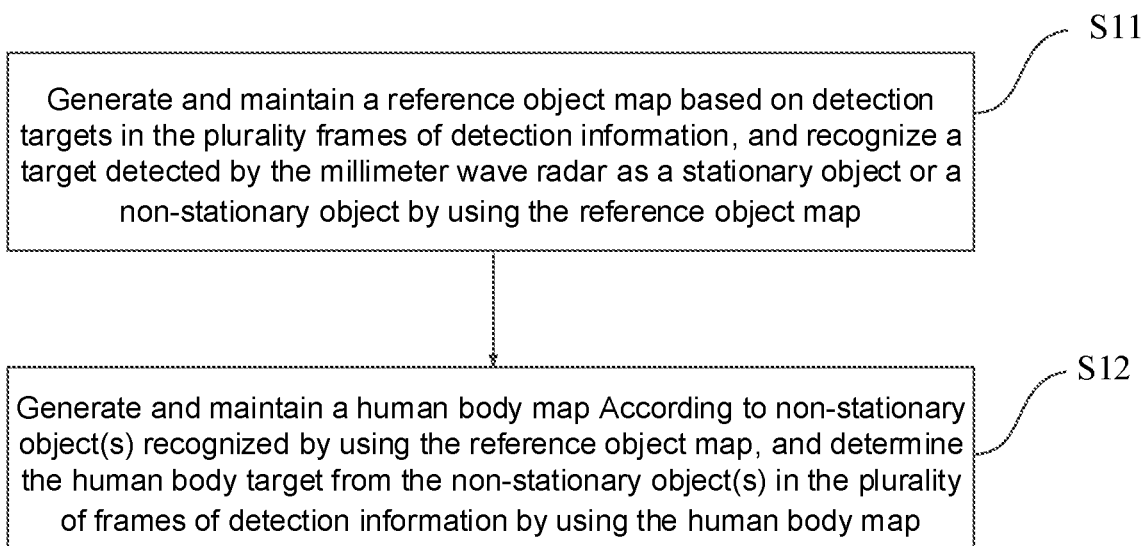 S11
Generate and maintain a reference object map based on detection
targets in the plurality frames of detection information, and recognize a
target detected by the millimeter wave radar as a stationary object or a
non-stationary object by using the reference object map
S12
Generate and maintain a human body map According to non-stationary
object(s) recognized by using the reference object map, and determine
the human body target from the non-stationary object(s) in the plurality
of frames of detection information by using the human body map